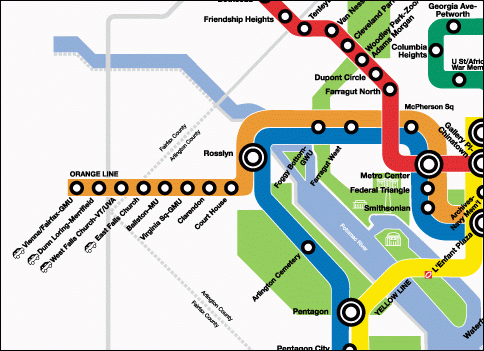 Friendship Heights
Tenley
Van Ness
Cleveland Park
Woodley Park-Zoo
Adams Morgan
Georgia Ave-
Petworth
Columbia
Heights
U St/Afric
War Mem
Dupont Circle
Farragut North
McPherson Sq
Gallery Pl-
Chinatown
Fairfax County
Arlington County
Rosslyn
Foggy Bottom-
GWU
Farragut West
Metro Center
Federal Triangle
Smithsonian
Archives-
Navy Mem'l
ORANGE LINE
Vienna/Fairfax-GMU
Dunn Loring-Merrifield
West Falls Church-VT/UVA
East Falls Church
Ballston-MU
Virginia Sq-GMU
Clarendon
Court House
Potomac River
L'Enfant Plaza
Arlington Cemetery
YELLOW LINE
Arlington County
Fairfax County
Pentagon
Pentagon City
Waterfr